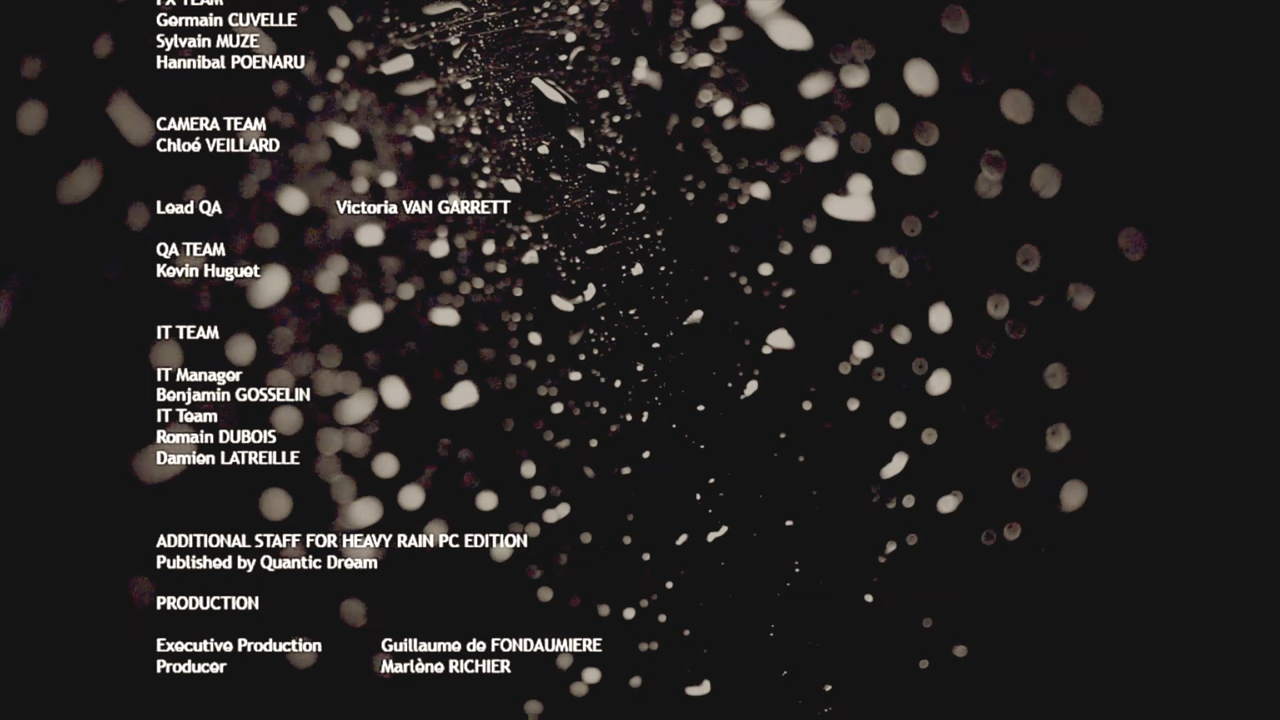 FX TEAM
Germain CUVELLE
Sylvain MUZE
Hannibal POENARU
CAMERA TEAM
Chloé VEILLARD
Lead QA Victoria VAN GARRETT
QA TEAM
Kevin Huguet
IT TEAM
IT Manager
Benjamin GOSSELIN
IT Team
Romain DUBOIS
Damien LATREILLE
ADDITIONAL STAFF FOR HEAVY RAIN PC EDITION
Published by Quantic Dream
PRODUCTION
Executive Production Guillaume de FONDAUMIERE
Producer Marlène RICHIER